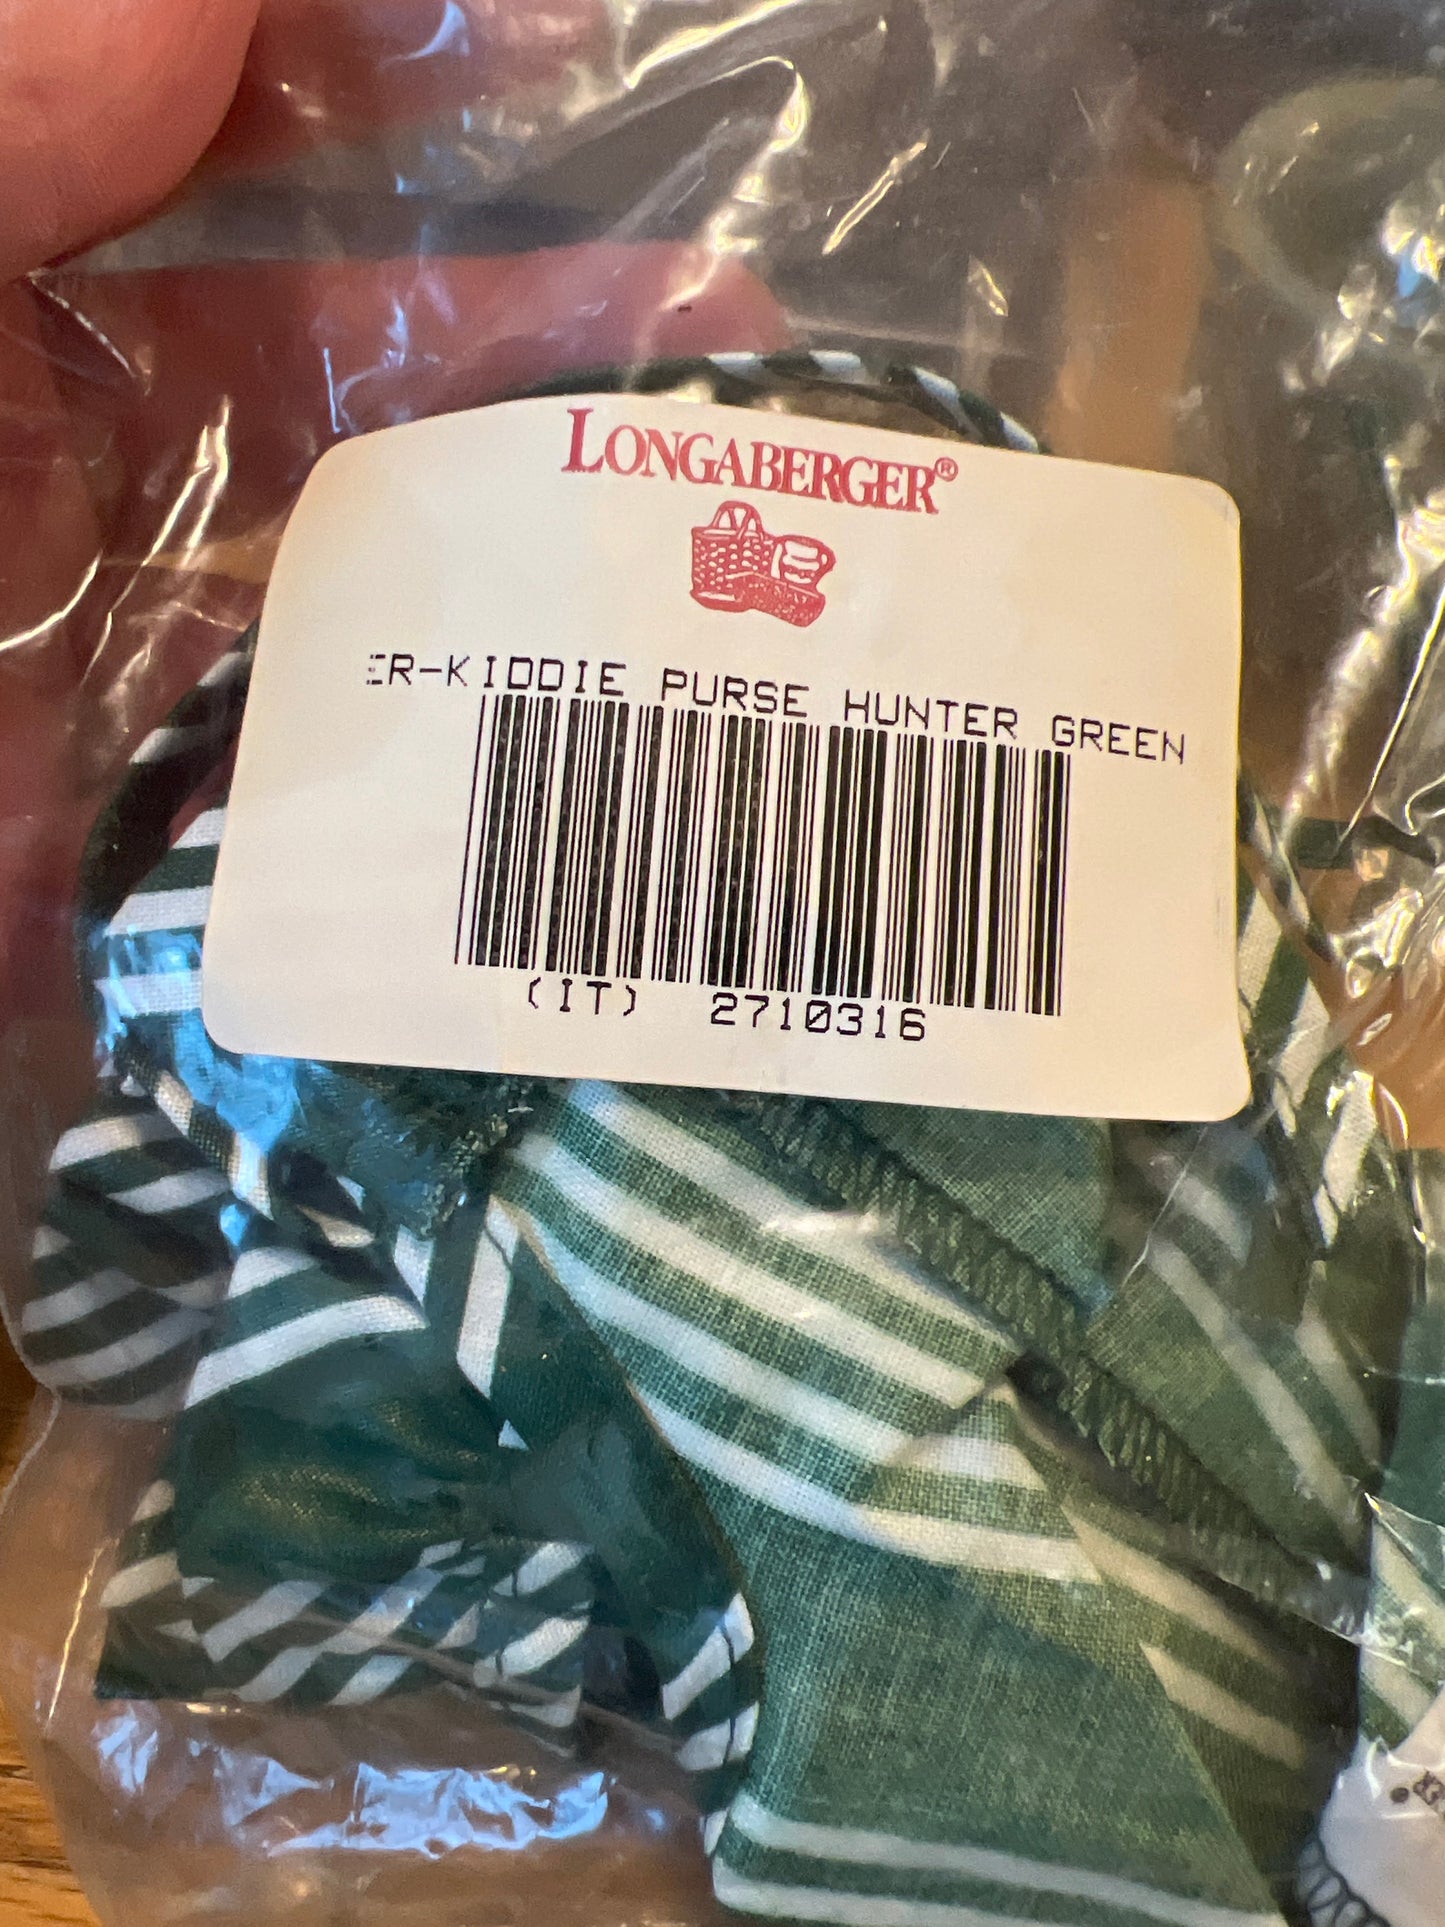 LONGABERGER®
ER-KIDDIE PURSE HUNTER GREEN
(IT) 2710316